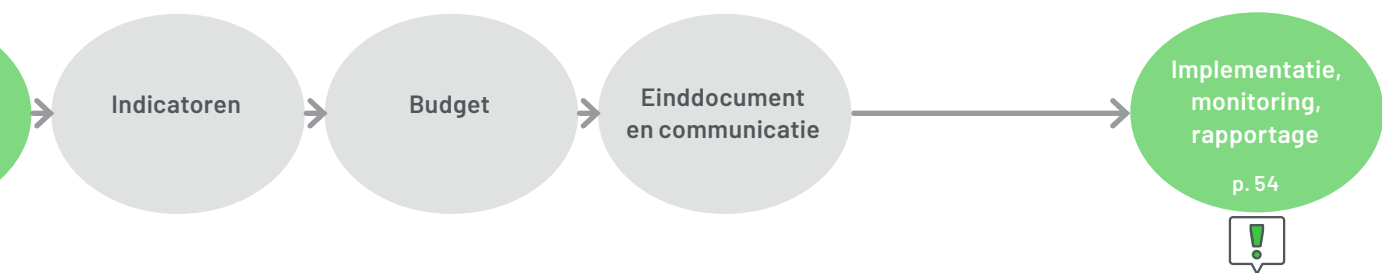 Indicatoren
Budget
Einddocument
en communicatie
Implementatie,
monitoring,
rapportage
p. 54